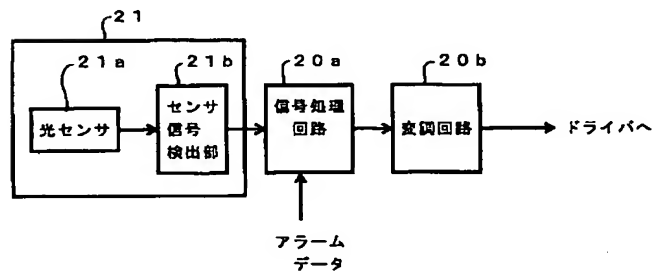 21
21a
21b
20a
20b
光センサ
センサ
信号
検出部
信号処理
回路
変調回路
ドライバへ
アラーム
データ